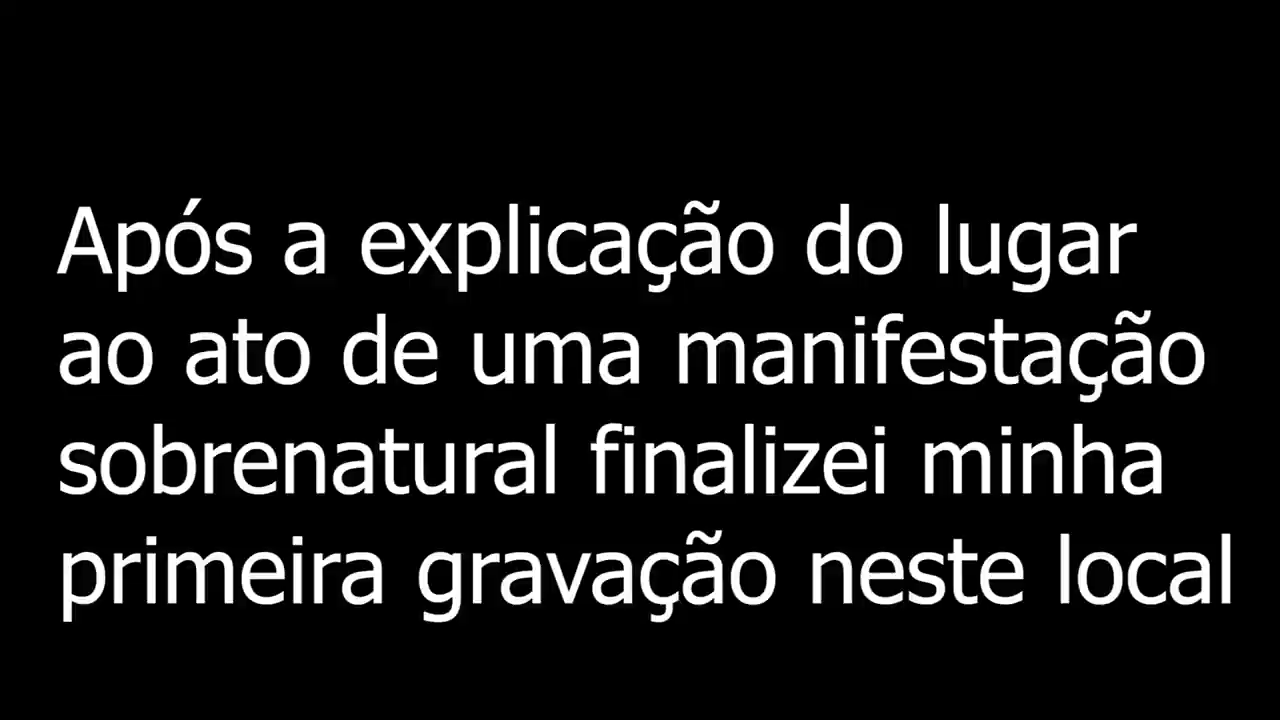 Após a explicação do lugar
ao ato de uma manifestação
sobrenatural finalizei minha
primeira gravação neste local